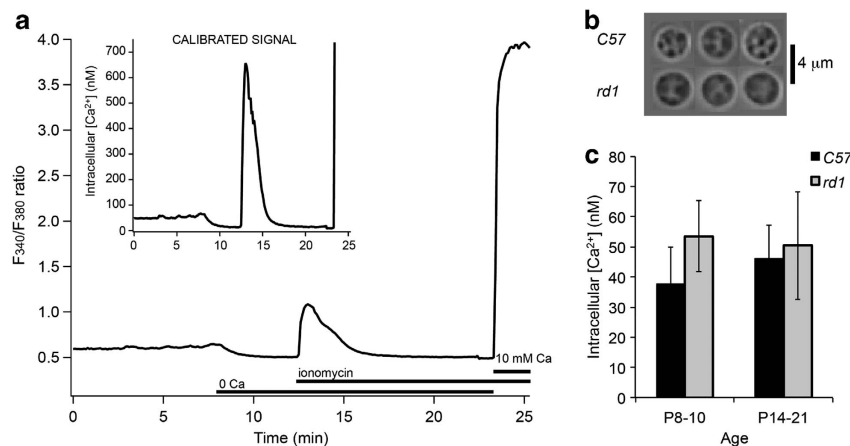 a
CALIBRATED SIGNAL
Intracellular [Ca2+] (nM)
700
600
500
400
300
200
100
0
0 5 10 15 20 25
F340/F380 ratio
4.0
3.5
3.0
2.5
2.0
1.5
1.0
0.5
10 mM Ca
ionomycin
0 Ca
0 5 10 15 20 25
Time (min)
b
C57
rd1
4 μm
c
C57
rd1
Intracellular [Ca2+] (nM)
80
70
60
50
40
30
20
10
0
P8-10 P14-21
Age